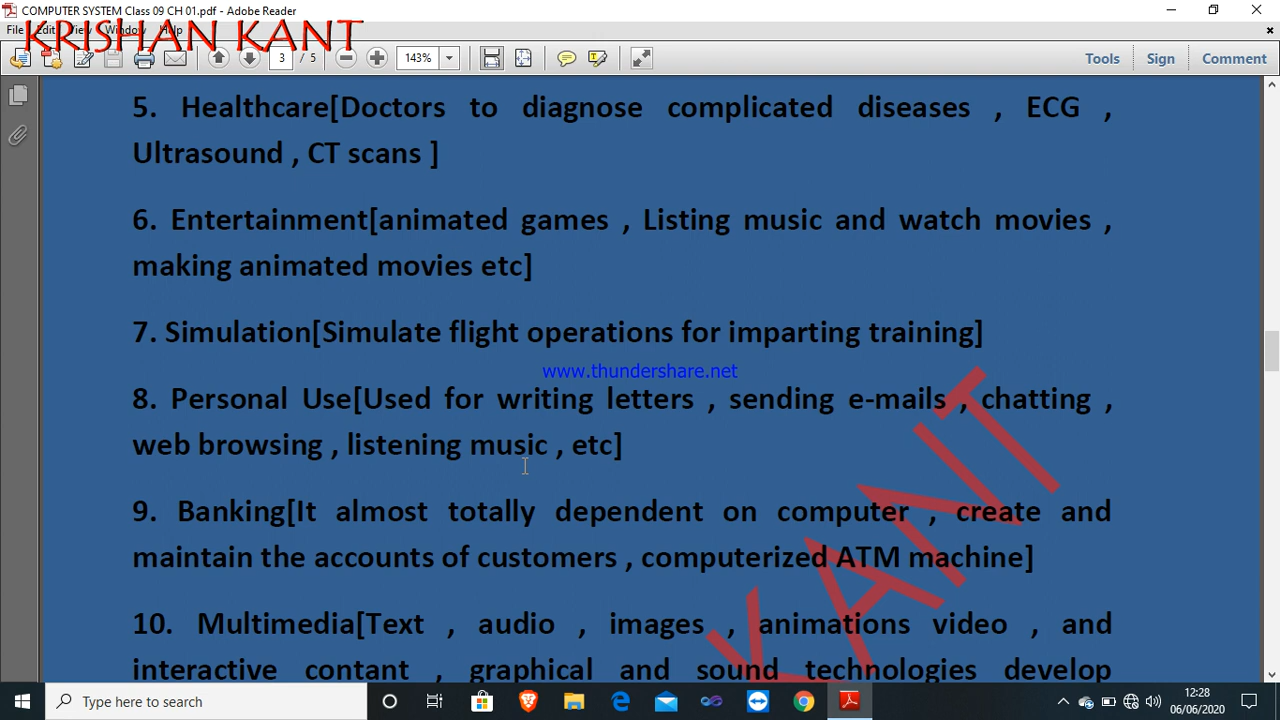 COMPUTER SYSTEM Class 09 CH 01.pdf - Adobe Reader
File Edit View Window Help
KRISHAN KANT
3 / 5
143%
Tools Sign Comment
5. Healthcare[Doctors to diagnose complicated diseases , ECG ,
Ultrasound , CT scans ]
6. Entertainment[animated games , Listing music and watch movies ,
making animated movies etc]
7. Simulation[Simulate flight operations for imparting training]
www.thundershare.net
8. Personal Use[Used for writing letters , sending e-mails , chatting ,
web browsing , listening music , etc]
9. Banking[It almost totally dependent on computer , create and
maintain the accounts of customers , computerized ATM machine]
KANT
10. Multimedia[Text , audio , images , animations video , and
interactive contant , graphical and sound technologies develop
Type here to search
12:28
06/06/2020